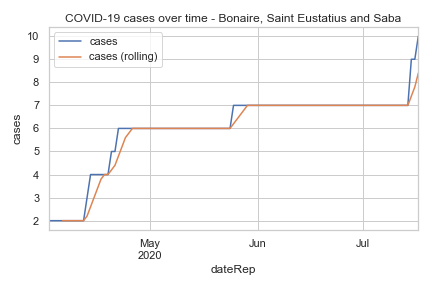 COVID-19 cases over time - Bonaire, Saint Eustatius and Saba
cases
cases (rolling)
10
9
8
7
6
5
4
3
2
cases
May
2020
Jun
Jul
dateRep